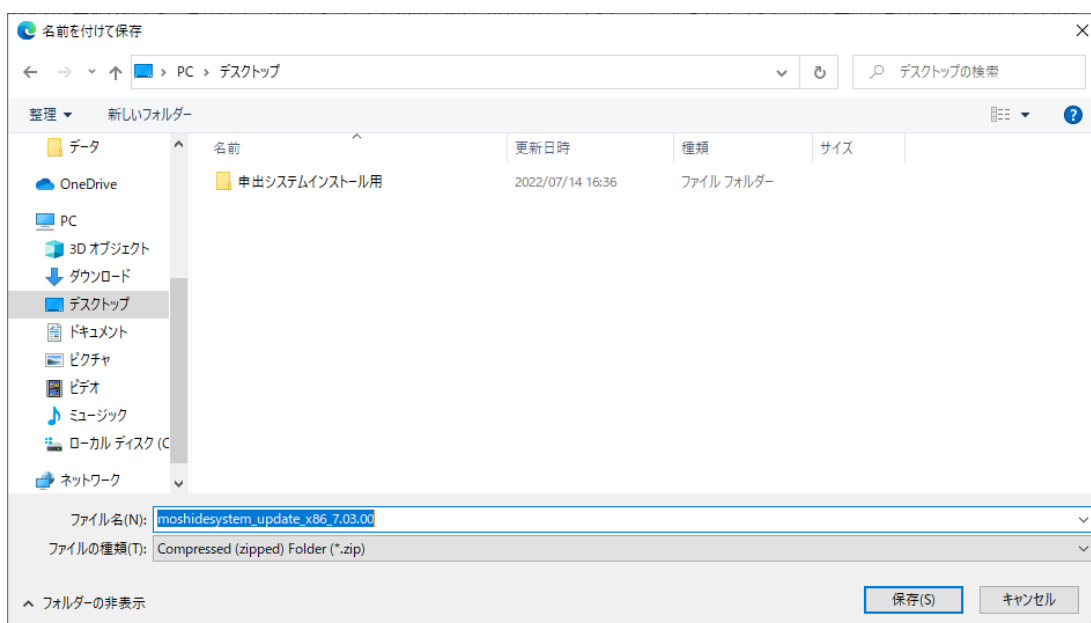 名前を付けて保存
PC › デスクトップ
デスクトップの検索
整理 新しいフォルダー
データ
OneDrive
PC
3D オブジェクト
ダウンロード
デスクトップ
ドキュメント
ピクチャ
ビデオ
ミュージック
ローカル ディスク (C
ネットワーク
名前 更新日時 種類 サイズ
申出システムインストール用 2022/07/14 16:36 ファイル フォルダー
ファイル名(N): moshidesystem_update_x86_7.03.00
ファイルの種類(T): Compressed (zipped) Folder (*.zip)
フォルダーの非表示 保存(S) キャンセル